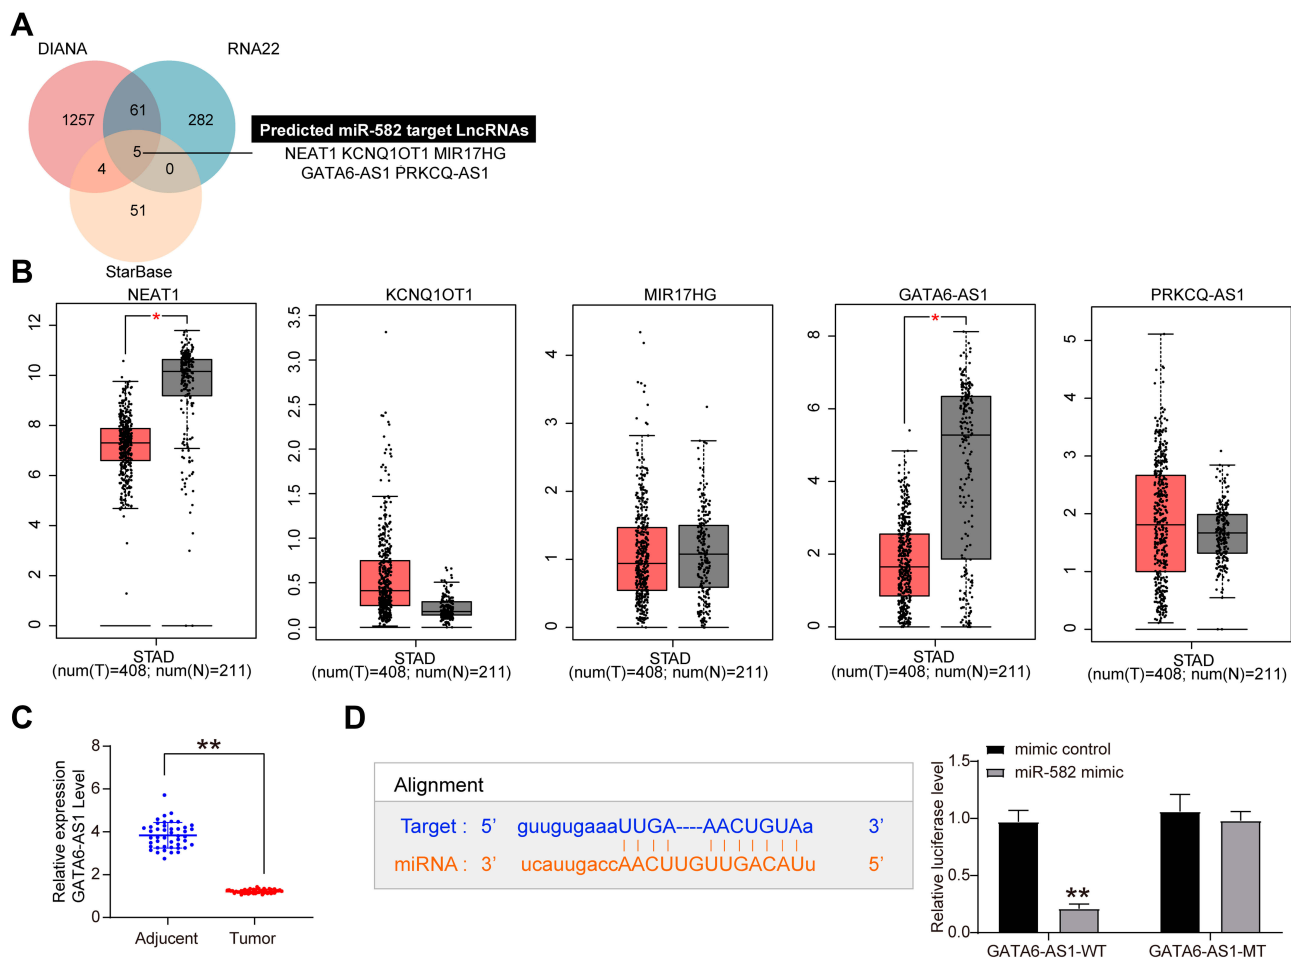 A
DIANA
RNA22
1257
61
282
5
4
0
51
StarBase
Predicted miR-582 target LncRNAs
NEAT1 KCNQ1OT1 MIR17HG
GATA6-AS1 PRKCQ-AS1
B
NEAT1
12
10
8
6
4
2
0
*
STAD
(num(T)=408; num(N)=211)
KCNQ1OT1
3.5
3.0
2.5
2.0
1.5
1.0
0.5
0.0
STAD
(num(T)=408; num(N)=211)
MIR17HG
4
3
2
1
0
STAD
(num(T)=408; num(N)=211)
GATA6-AS1
8
6
4
2
0
*
STAD
(num(T)=408; num(N)=211)
PRKCQ-AS1
5
4
3
2
1
0
STAD
(num(T)=408; num(N)=211)
C
Relative expression
GATA6-AS1 Level
8
6
4
2
0
**
Adjucent
Tumor
D
Alignment
Target : 5’ guugugaaaUUGA----AACUGUAa 3’
miRNA : 3’ ucauugaccAACUUGUUGACAUu 5’
mimic control
miR-582 mimic
Relative luciferase level
1.5
1.0
0.5
0.0
**
GATA6-AS1-WT
GATA6-AS1-MT